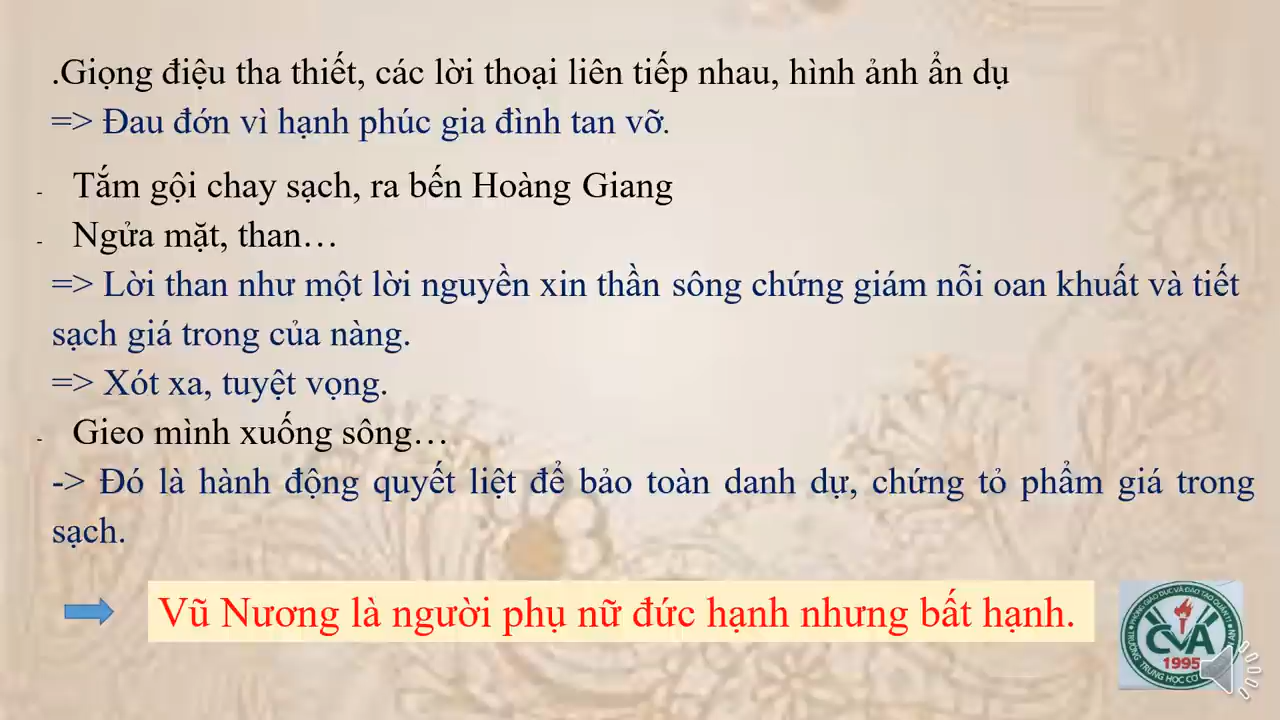 .Giọng điệu tha thiết, các lời thoại liên tiếp nhau, hình ảnh ẩn dụ
=> Đau đớn vì hạnh phúc gia đình tan vỡ.
- Tắm gội chay sạch, ra bến Hoàng Giang
- Ngửa mặt, than…
=> Lời than như một lời nguyền xin thần sông chứng giám nỗi oan khuất và tiết
sạch giá trong của nàng.
=> Xót xa, tuyệt vọng.
- Gieo mình xuống sông…
-> Đó là hành động quyết liệt để bảo toàn danh dự, chứng tỏ phẩm giá trong
sạch.
Vũ Nương là người phụ nữ đức hạnh nhưng bất hạnh.
CVA
1995